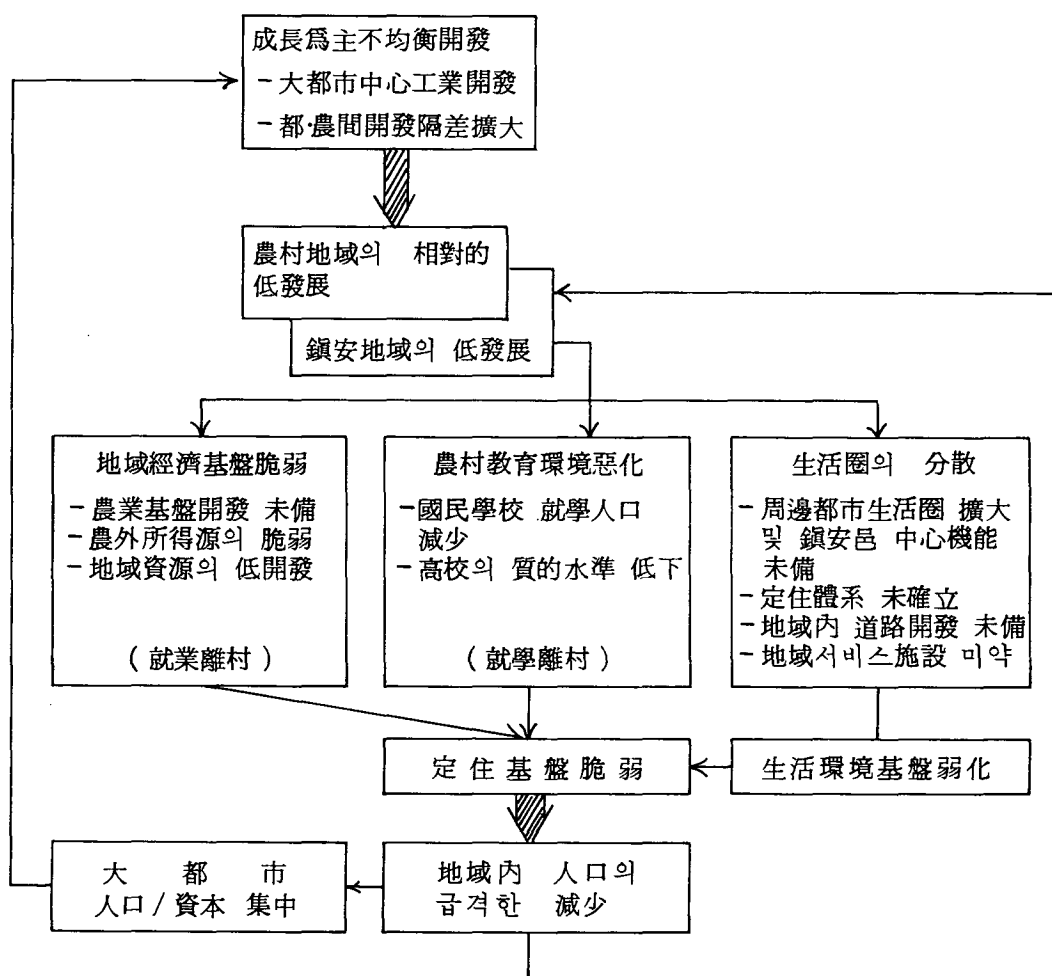 成長爲主不均衡開發
- 大都市中心工業開發
- 都·農間開發隔差擴大
農村地域의 相對的
低發展
鎭安地域의 低發展
地域經濟基盤脆弱
- 農業基盤開發 未備
- 農外所得源의 脆弱
- 地域資源의 低開發
(就業離村)
農村教育環境惡化
- 國民學校 就學人口
減少
- 高校의 質的水準 低下
(就學離村)
生活圈의 分散
- 周邊都市生活圈 擴大
및 鎭安邑 中心機能
未備
- 定住體系 未確立
- 地域內 道路開發 未備
- 地域서비스施設 미약
定住基盤脆弱
生活環境基盤弱化
大都市
人口/資本 集中
地域內 人口의
급격한 減少